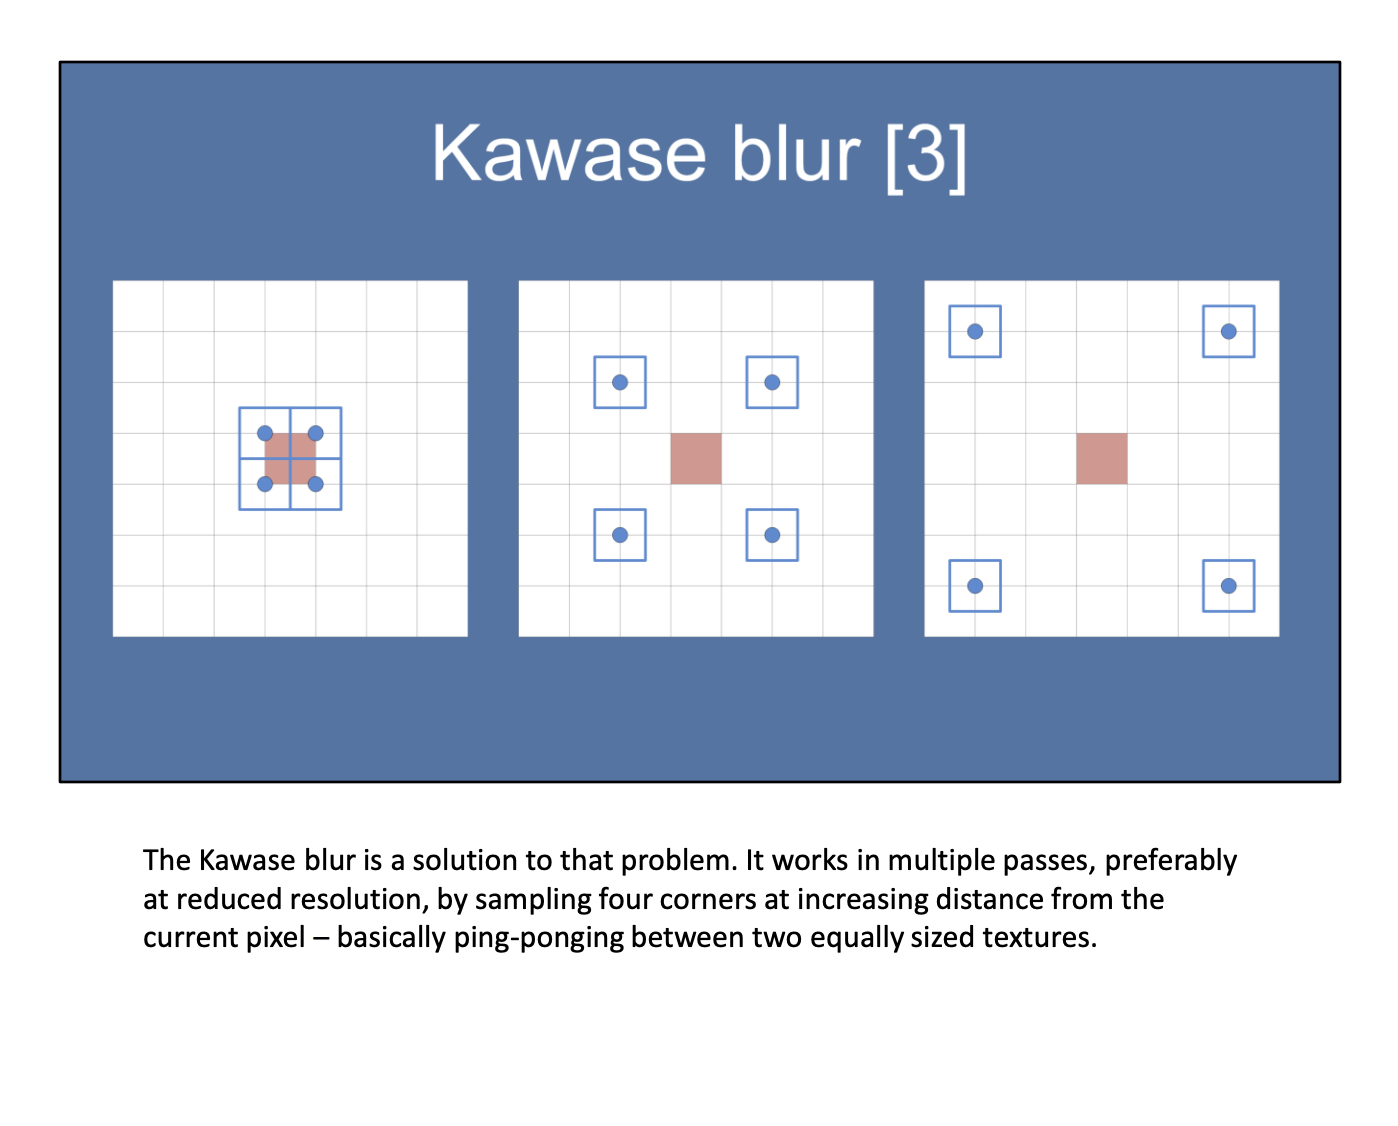 Kawase blur [3]
The Kawase blur is a solution to that problem. It works in multiple passes, preferably
at reduced resolution, by sampling four corners at increasing distance from the
current pixel – basically ping-ponging between two equally sized textures.